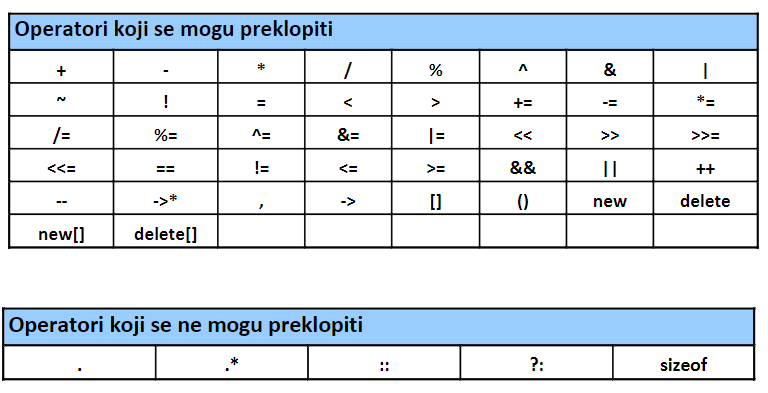 Operatori koji se mogu preklopiti
+ - * / % ^ & |
~ ! = < > += -= *=
/= %= ^= &= |= << >> >>=
<<= == != <= >= && || ++
-- ->* , -> [] () new delete
new[] delete[]
Operatori koji se ne mogu preklopiti
. .* :: ?: sizeof